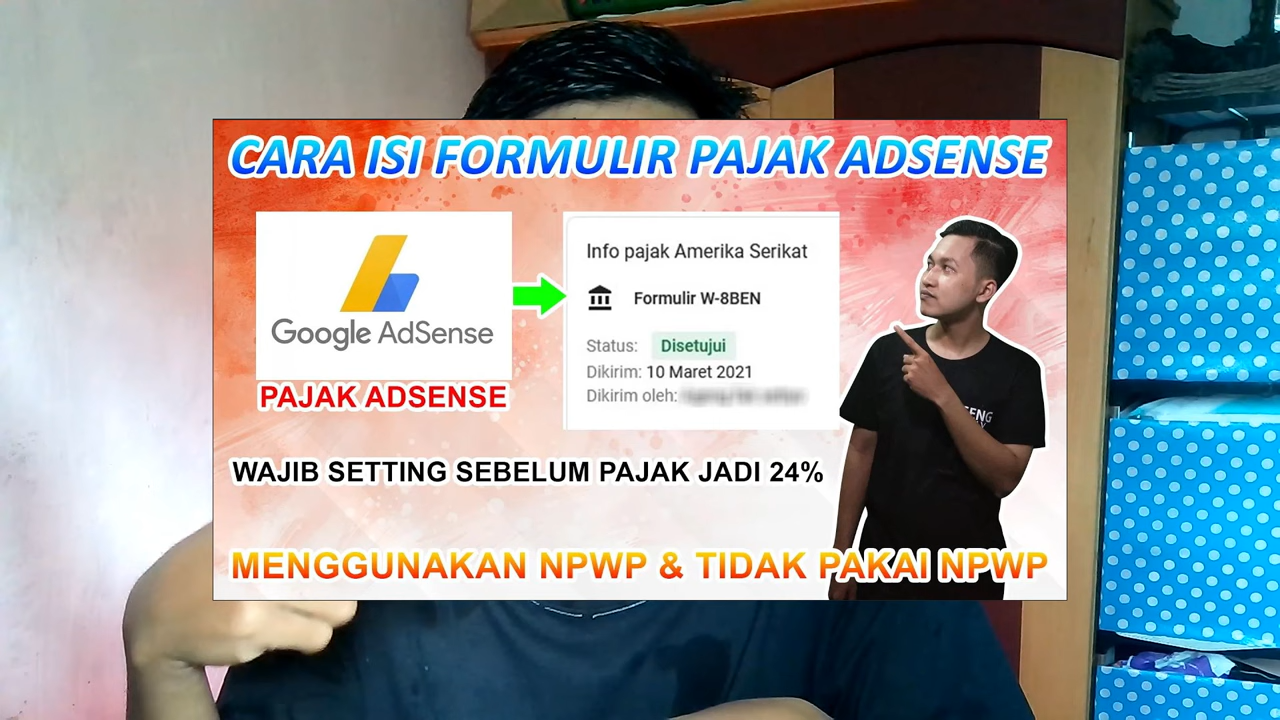 CARA ISI FORMULIR PAJAK ADSENSE
Google AdSense
PAJAK ADSENSE
Info pajak Amerika Serikat
Formulir W-8BEN
Status: Disetujui
Dikirim: 10 Maret 2021
Dikirim oleh:
WAJIB SETTING SEBELUM PAJAK JADI 24%
MENGGUNAKAN NPWP & TIDAK PAKAI NPWP